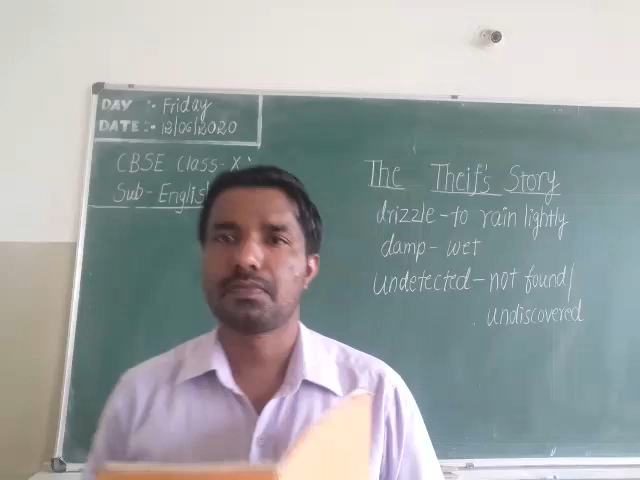 DAY :- Friday
DATE:- 12/06/2020
CBSE Class-X
Sub-English
The Theif's Story
drizzle-to rain lightly
damp- wet
undetected-not found/
undiscovered